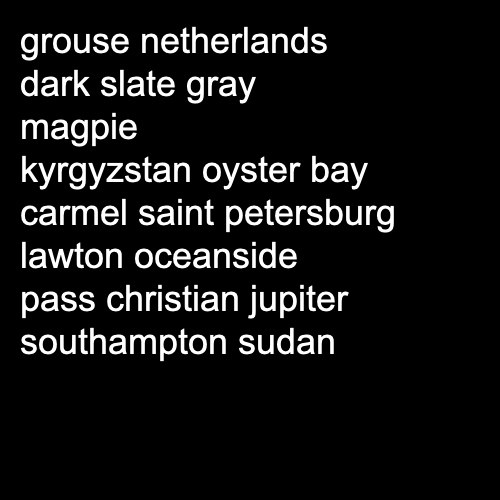 grouse netherlands
dark slate gray
magpie
kyrgyzstan oyster bay
carmel saint petersburg
lawton oceanside
pass christian jupiter
southampton sudan